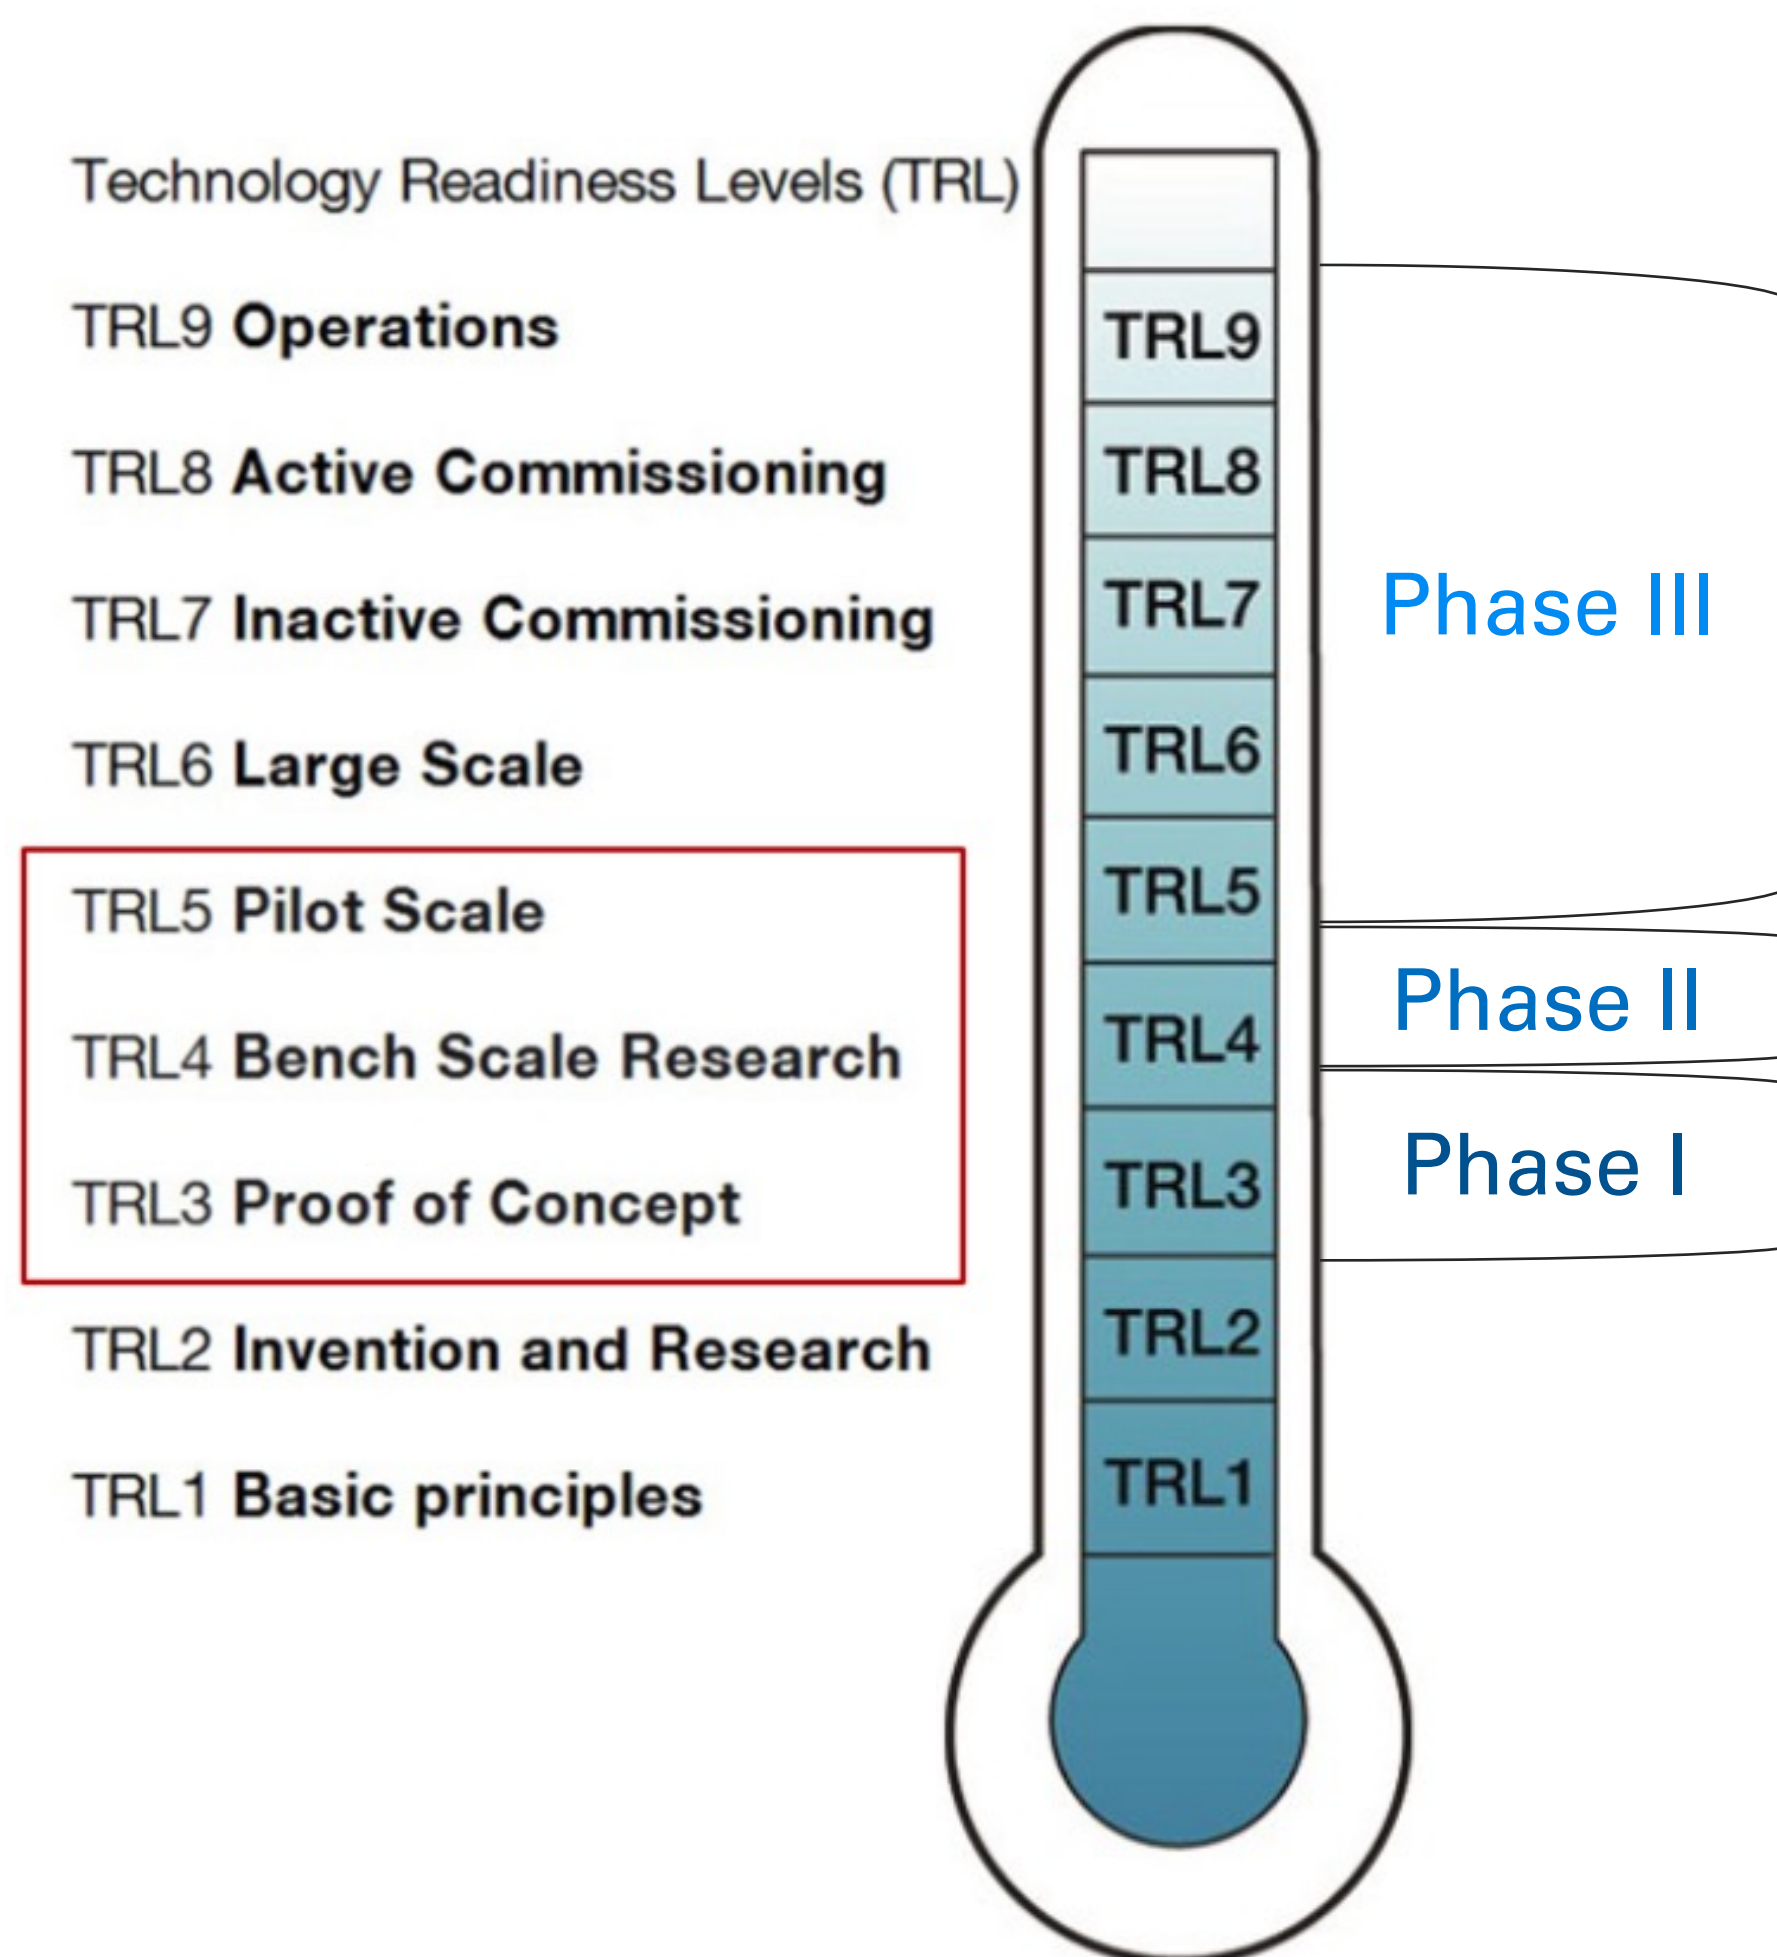 Technology Readiness Levels (TRL)
TRL9 Operations
TRL8 Active Commissioning
TRL7 Inactive Commissioning
TRL6 Large Scale
TRL5 Pilot Scale
TRL4 Bench Scale Research
TRL3 Proof of Concept
TRL2 Invention and Research
TRL1 Basic principles
TRL9
TRL8
TRL7
TRL6
TRL5
TRL4
TRL3
TRL2
TRL1
Phase III
Phase II
Phase I